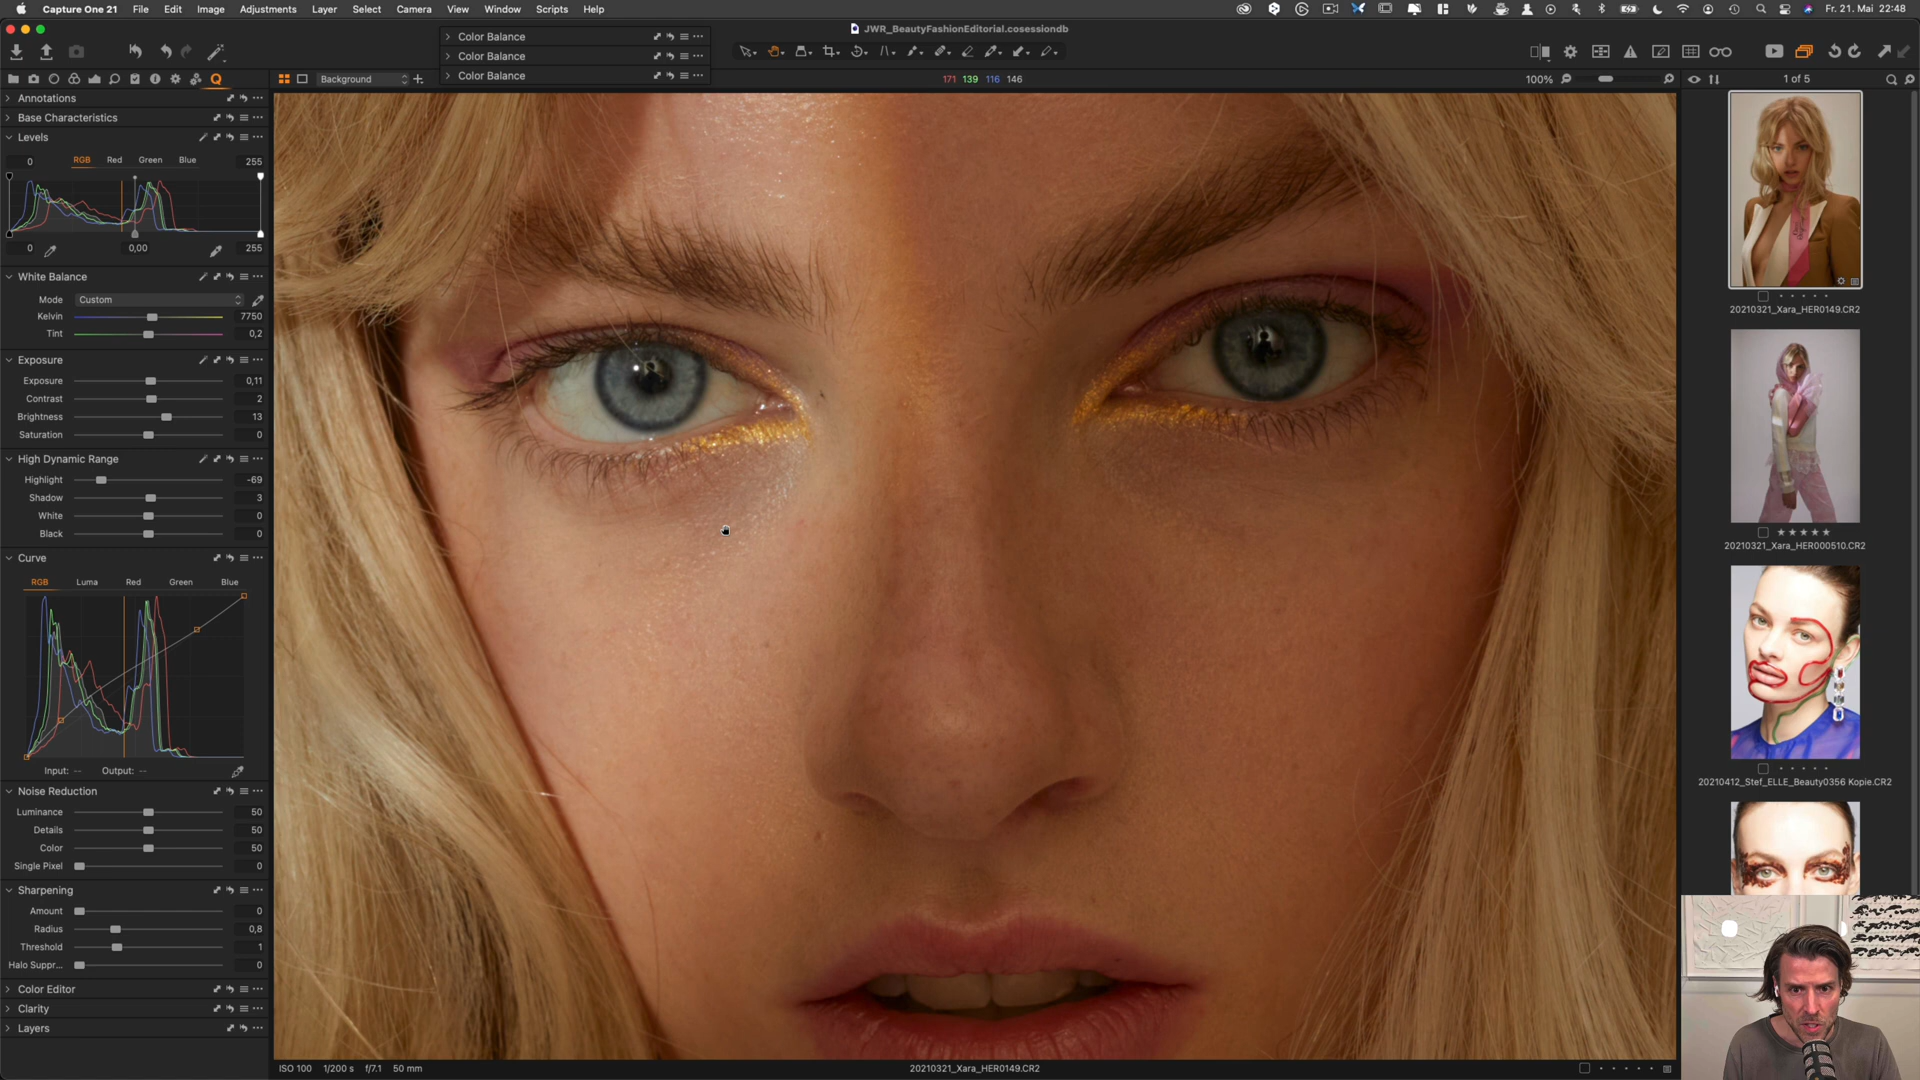 Capture One 21 File Edit Image Adjustments Layer Select Camera View Window Scripts Help Fr. 21. Mai 22:48
JWR_BeautyFashionEditorial.cosessiondb
Color Balance
Color Balance
Color Balance
Background
171 139 116 146
100%
1 of 5
Annotations
Base Characteristics
Levels
0 RGB Red Green Blue 255
0 0,00 255
White Balance
Mode Custom
Kelvin 7750
Tint 0,2
Exposure
Exposure 0,11
Contrast 2
Brightness 13
Saturation 0
High Dynamic Range
Highlight -69
Shadow 3
White 0
Black 0
Curve
RGB Luma Red Green Blue
Input: -- Output: --
Noise Reduction
Luminance 50
Details 50
Color 50
Single Pixel 0
Sharpening
Amount 0
Radius 0,8
Threshold 1
Halo Suppr... 0
Color Editor
Clarity
Layers
20210321_Xara_HER0149.CR2
20210321_Xara_HER000510.CR2
20210412_Stef_ELLE_Beauty0356 Kopie.CR2
ISO 100 1/200 s f/7.1 50 mm
20210321_Xara_HER0149.CR2